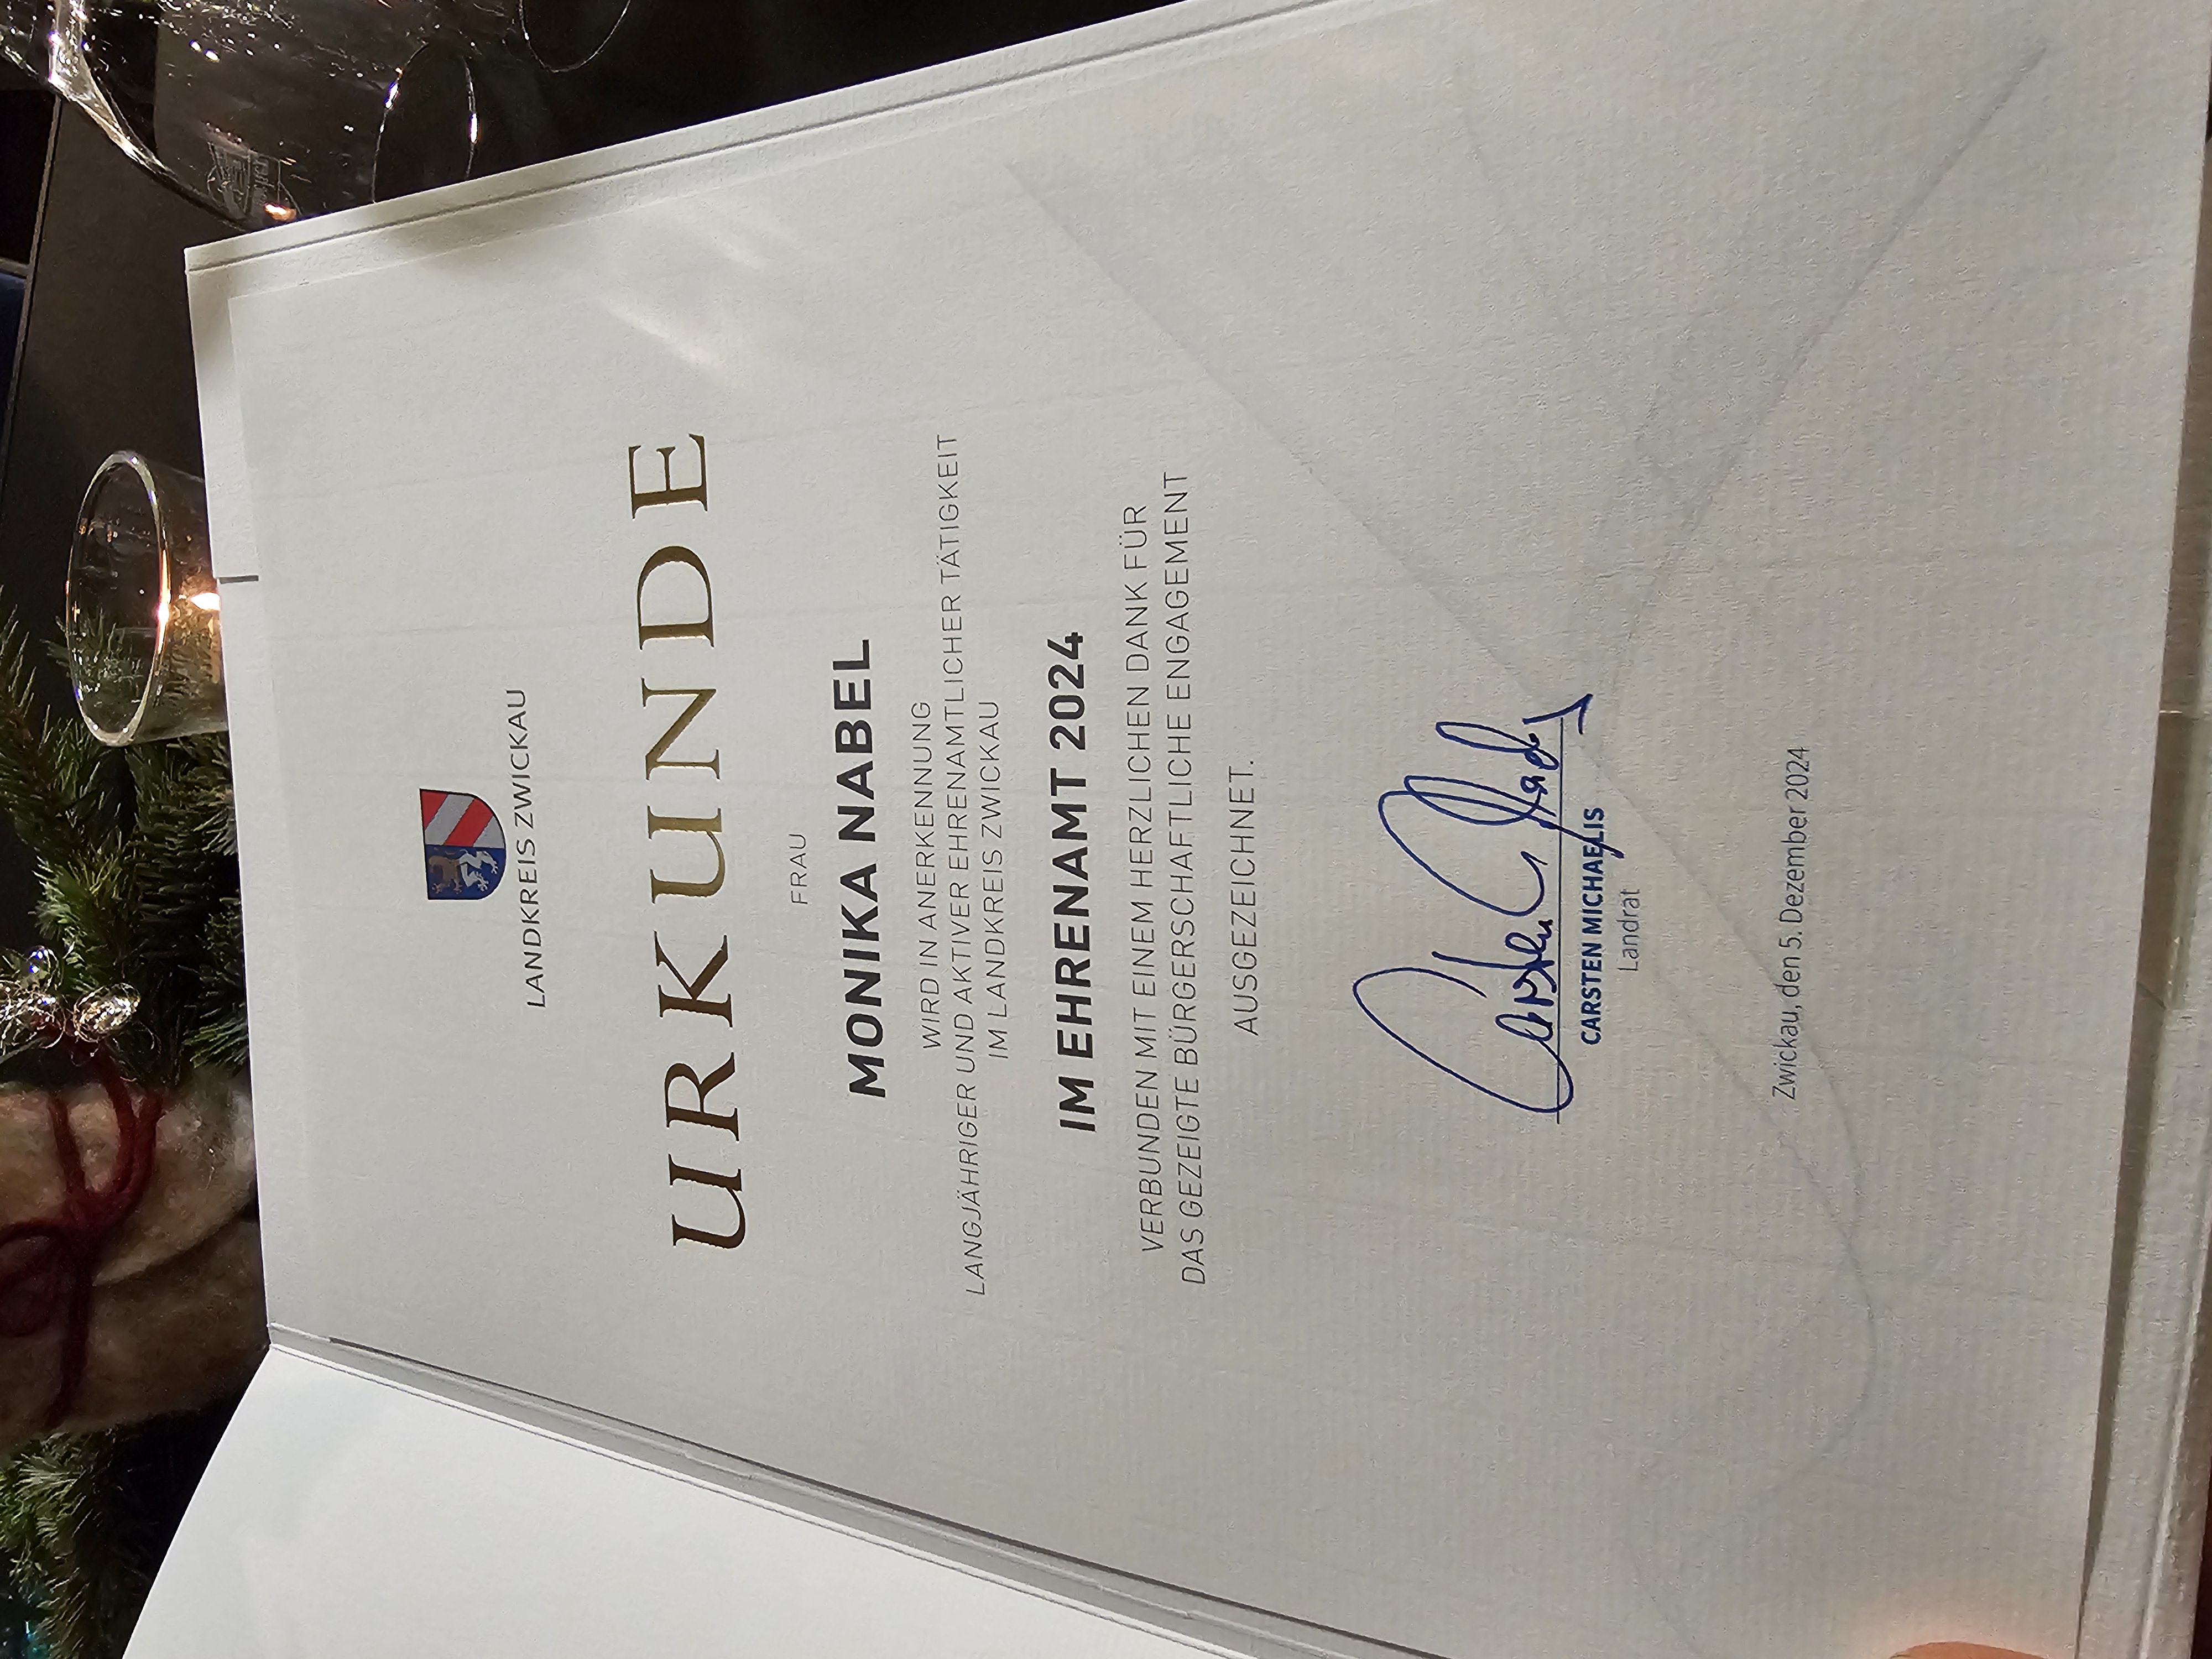 LANDKREIS ZWICKAU
URKUNDE
FRAU
MONIKA NABEL
WIRD IN ANERKENNUNG
LANGJÄHRIGER UND AKTIVER EHRENAMTLICHER TÄTIGKEIT
IM LANDKREIS ZWICKAU
IM EHRENAMT 2024
VERBUNDEN MIT EINEM HERZLICHEN DANK FÜR
DAS GEZEIGTE BÜRGERSCHAFTLICHE ENGAGEMENT
AUSGEZEICHNET.
CARSTEN MICHAELIS
Landrat
Zwickau, den 5. Dezember 2024